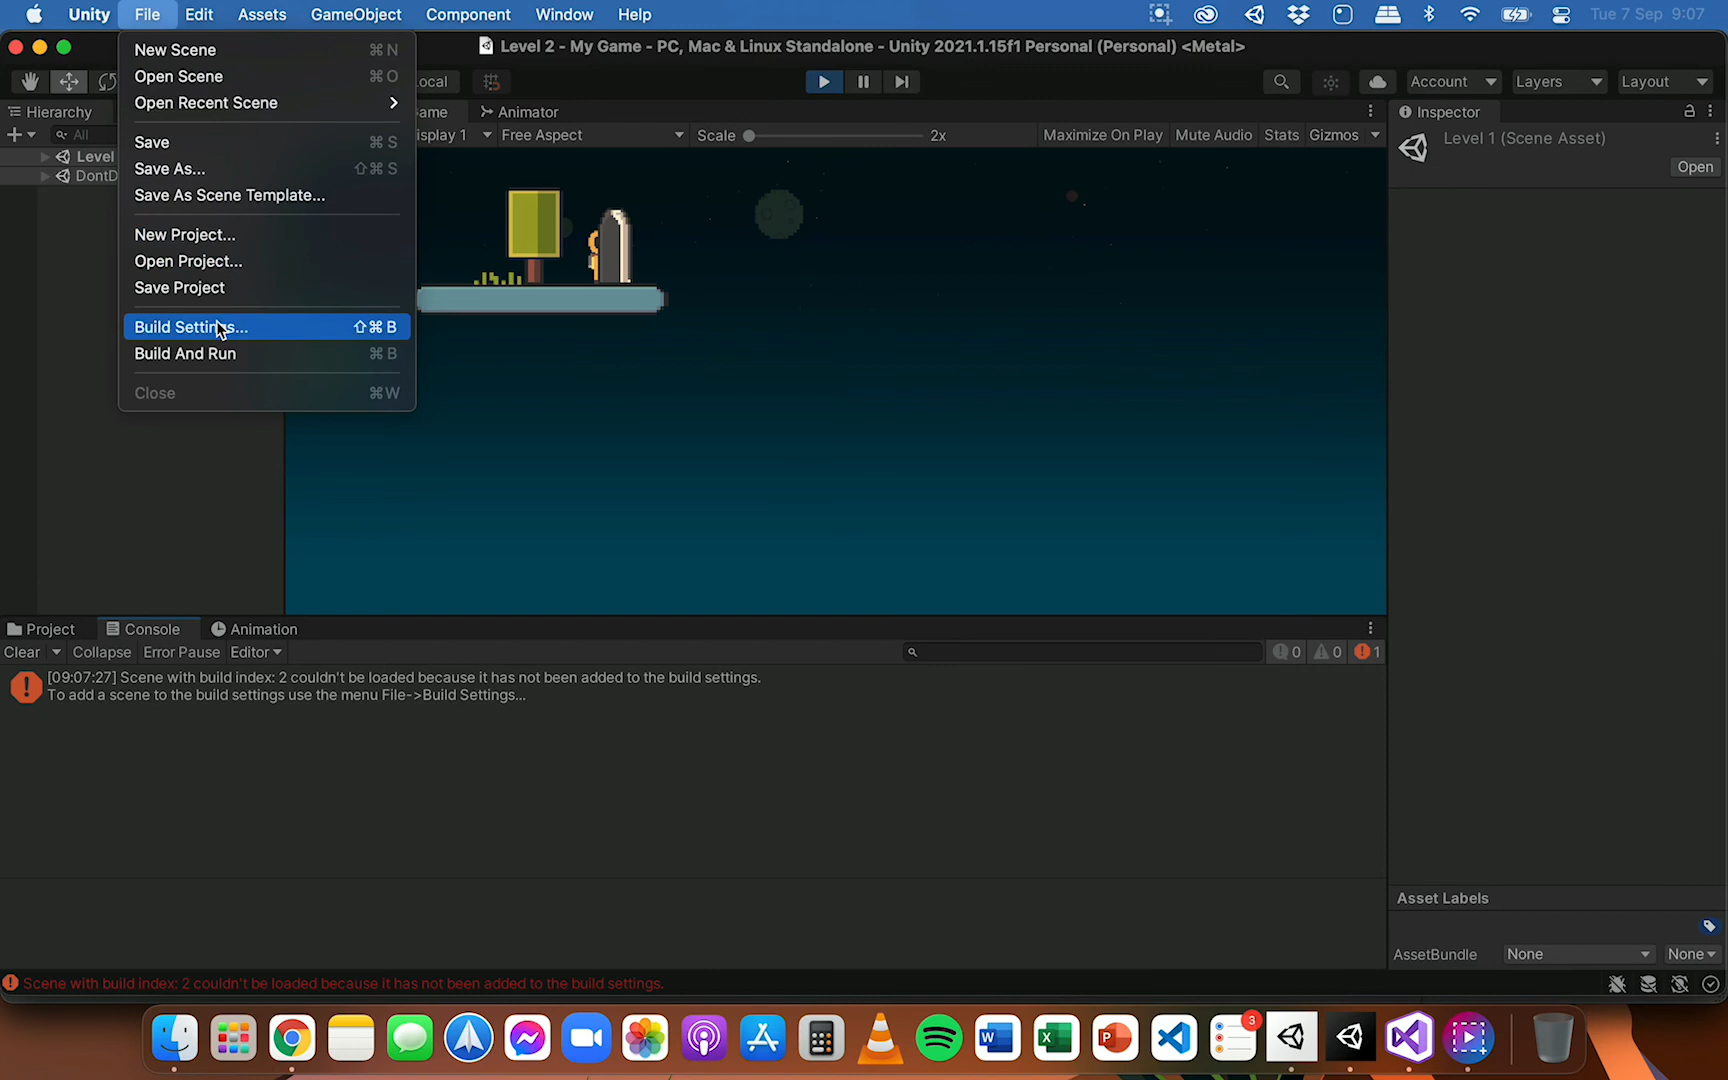 Unity File Edit Assets GameObject Component Window Help Tue 7 Sep 9:07
Level 2 - My Game - PC, Mac & Linux Standalone - Unity 2021.1.15f1 Personal (Personal) <Metal>
New Scene ⌘ N
Open Scene ⌘ O
Open Recent Scene
Save ⌘ S
Save As... ⇧⌘ S
Save As Scene Template...
New Project...
Open Project...
Save Project
Build Settings... ⇧⌘ B
Build And Run ⌘ B
Close ⌘W
ocal
Account Layers Layout
Hierarchy
ame Animator
Inspector
All
isplay 1 Free Aspect Scale 2x Maximize On Play Mute Audio Stats Gizmos
Level
DontD
Level 1 (Scene Asset)
Open
Project Console Animation
Clear Collapse Error Pause Editor 0 0 1
[09:07:27] Scene with build index: 2 couldn't be loaded because it has not been added to the build settings.
To add a scene to the build settings use the menu File->Build Settings...
Asset Labels
AssetBundle None None
Scene with build index: 2 couldn't be loaded because it has not been added to the build settings.
3
W
X
P